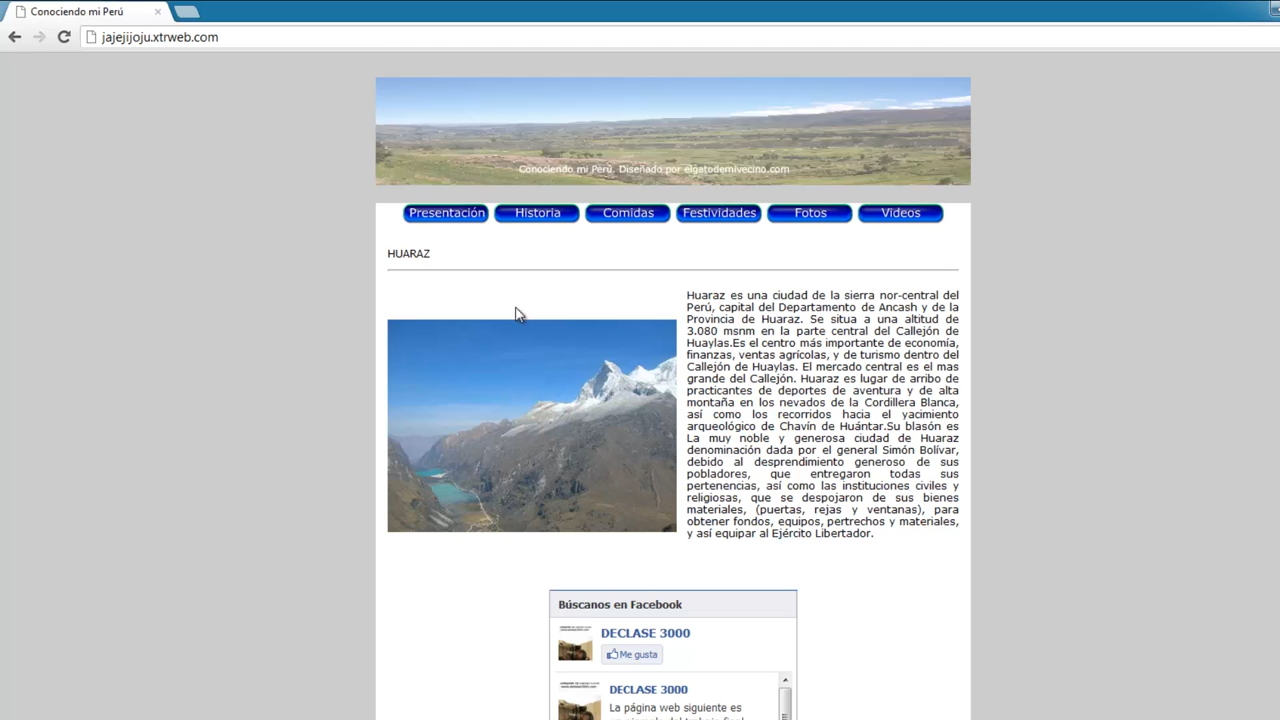 Conociendo mi Perú
jajejijoju.xtrweb.com
Conociendo mi Perú. Diseñado por elgatodemivecino.com
Presentación Historia Comidas Festividades Fotos Videos
HUARAZ
Huaraz es una ciudad de la sierra nor-central del
Perú, capital del Departamento de Ancash y de la
Provincia de Huaraz. Se situa a una altitud de
3.080 msnm en la parte central del Callejón de
Huaylas.Es el centro más importante de economía,
finanzas, ventas agrícolas, y de turismo dentro del
Callejón de Huaylas. El mercado central es el mas
grande del Callejón. Huaraz es lugar de arribo de
practicantes de deportes de aventura y de alta
montaña en los nevados de la Cordillera Blanca,
así como los recorridos hacia el yacimiento
arqueológico de Chavín de Huántar.Su blasón es
La muy noble y generosa ciudad de Huaraz
denominación dada por el general Simón Bolívar,
debido al desprendimiento generoso de sus
pobladores, que entregaron todas sus
pertenencias, así como las instituciones civiles y
religiosas, que se despojaron de sus bienes
materiales, (puertas, rejas y ventanas), para
obtener fondos, equipos, pertrechos y materiales,
y así equipar al Ejército Libertador.
Búscanos en Facebook
DECLASE 3000
Me gusta
DECLASE 3000
La página web siguiente es